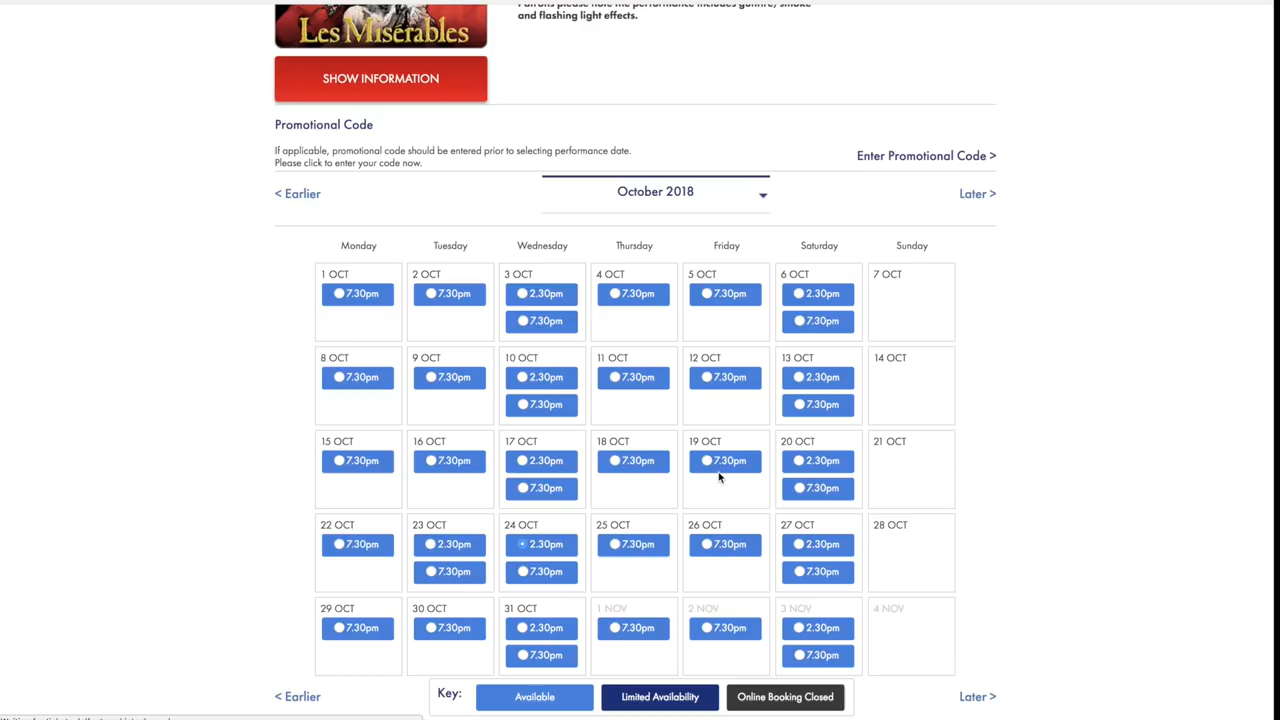 and flashing light effects.
Les Misérables
SHOW INFORMATION
Promotional Code
If applicable, promotional code should be entered prior to selecting performance date.
Please click to enter your code now.
Enter Promotional Code >
< Earlier
October 2018
Later >
Monday Tuesday Wednesday Thursday Friday Saturday Sunday
1 OCT 2 OCT 3 OCT 4 OCT 5 OCT 6 OCT 7 OCT
7.30pm 7.30pm 2.30pm 7.30pm 7.30pm 2.30pm
7.30pm 7.30pm
8 OCT 9 OCT 10 OCT 11 OCT 12 OCT 13 OCT 14 OCT
7.30pm 7.30pm 2.30pm 7.30pm 7.30pm 2.30pm
7.30pm 7.30pm
15 OCT 16 OCT 17 OCT 18 OCT 19 OCT 20 OCT 21 OCT
7.30pm 7.30pm 2.30pm 7.30pm 7.30pm 2.30pm
7.30pm 7.30pm
22 OCT 23 OCT 24 OCT 25 OCT 26 OCT 27 OCT 28 OCT
7.30pm 2.30pm 2.30pm 7.30pm 7.30pm 2.30pm
7.30pm 7.30pm 7.30pm
29 OCT 30 OCT 31 OCT 1 NOV 2 NOV 3 NOV 4 NOV
7.30pm 7.30pm 2.30pm 7.30pm 7.30pm 2.30pm
7.30pm 7.30pm
< Earlier
Key: Available Limited Availability Online Booking Closed
Later >